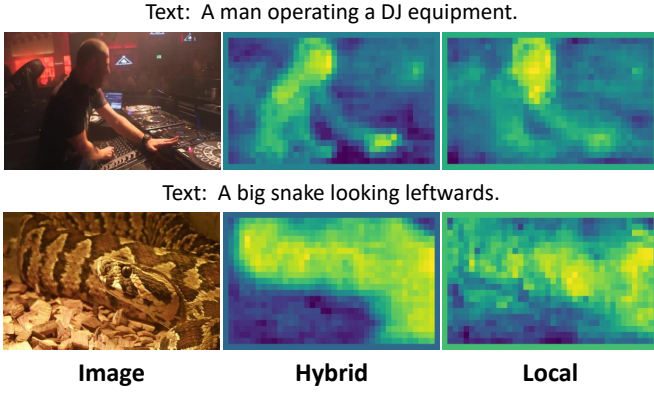 Text: A man operating a DJ equipment.
Text: A big snake looking leftwards.
Image Hybrid Local